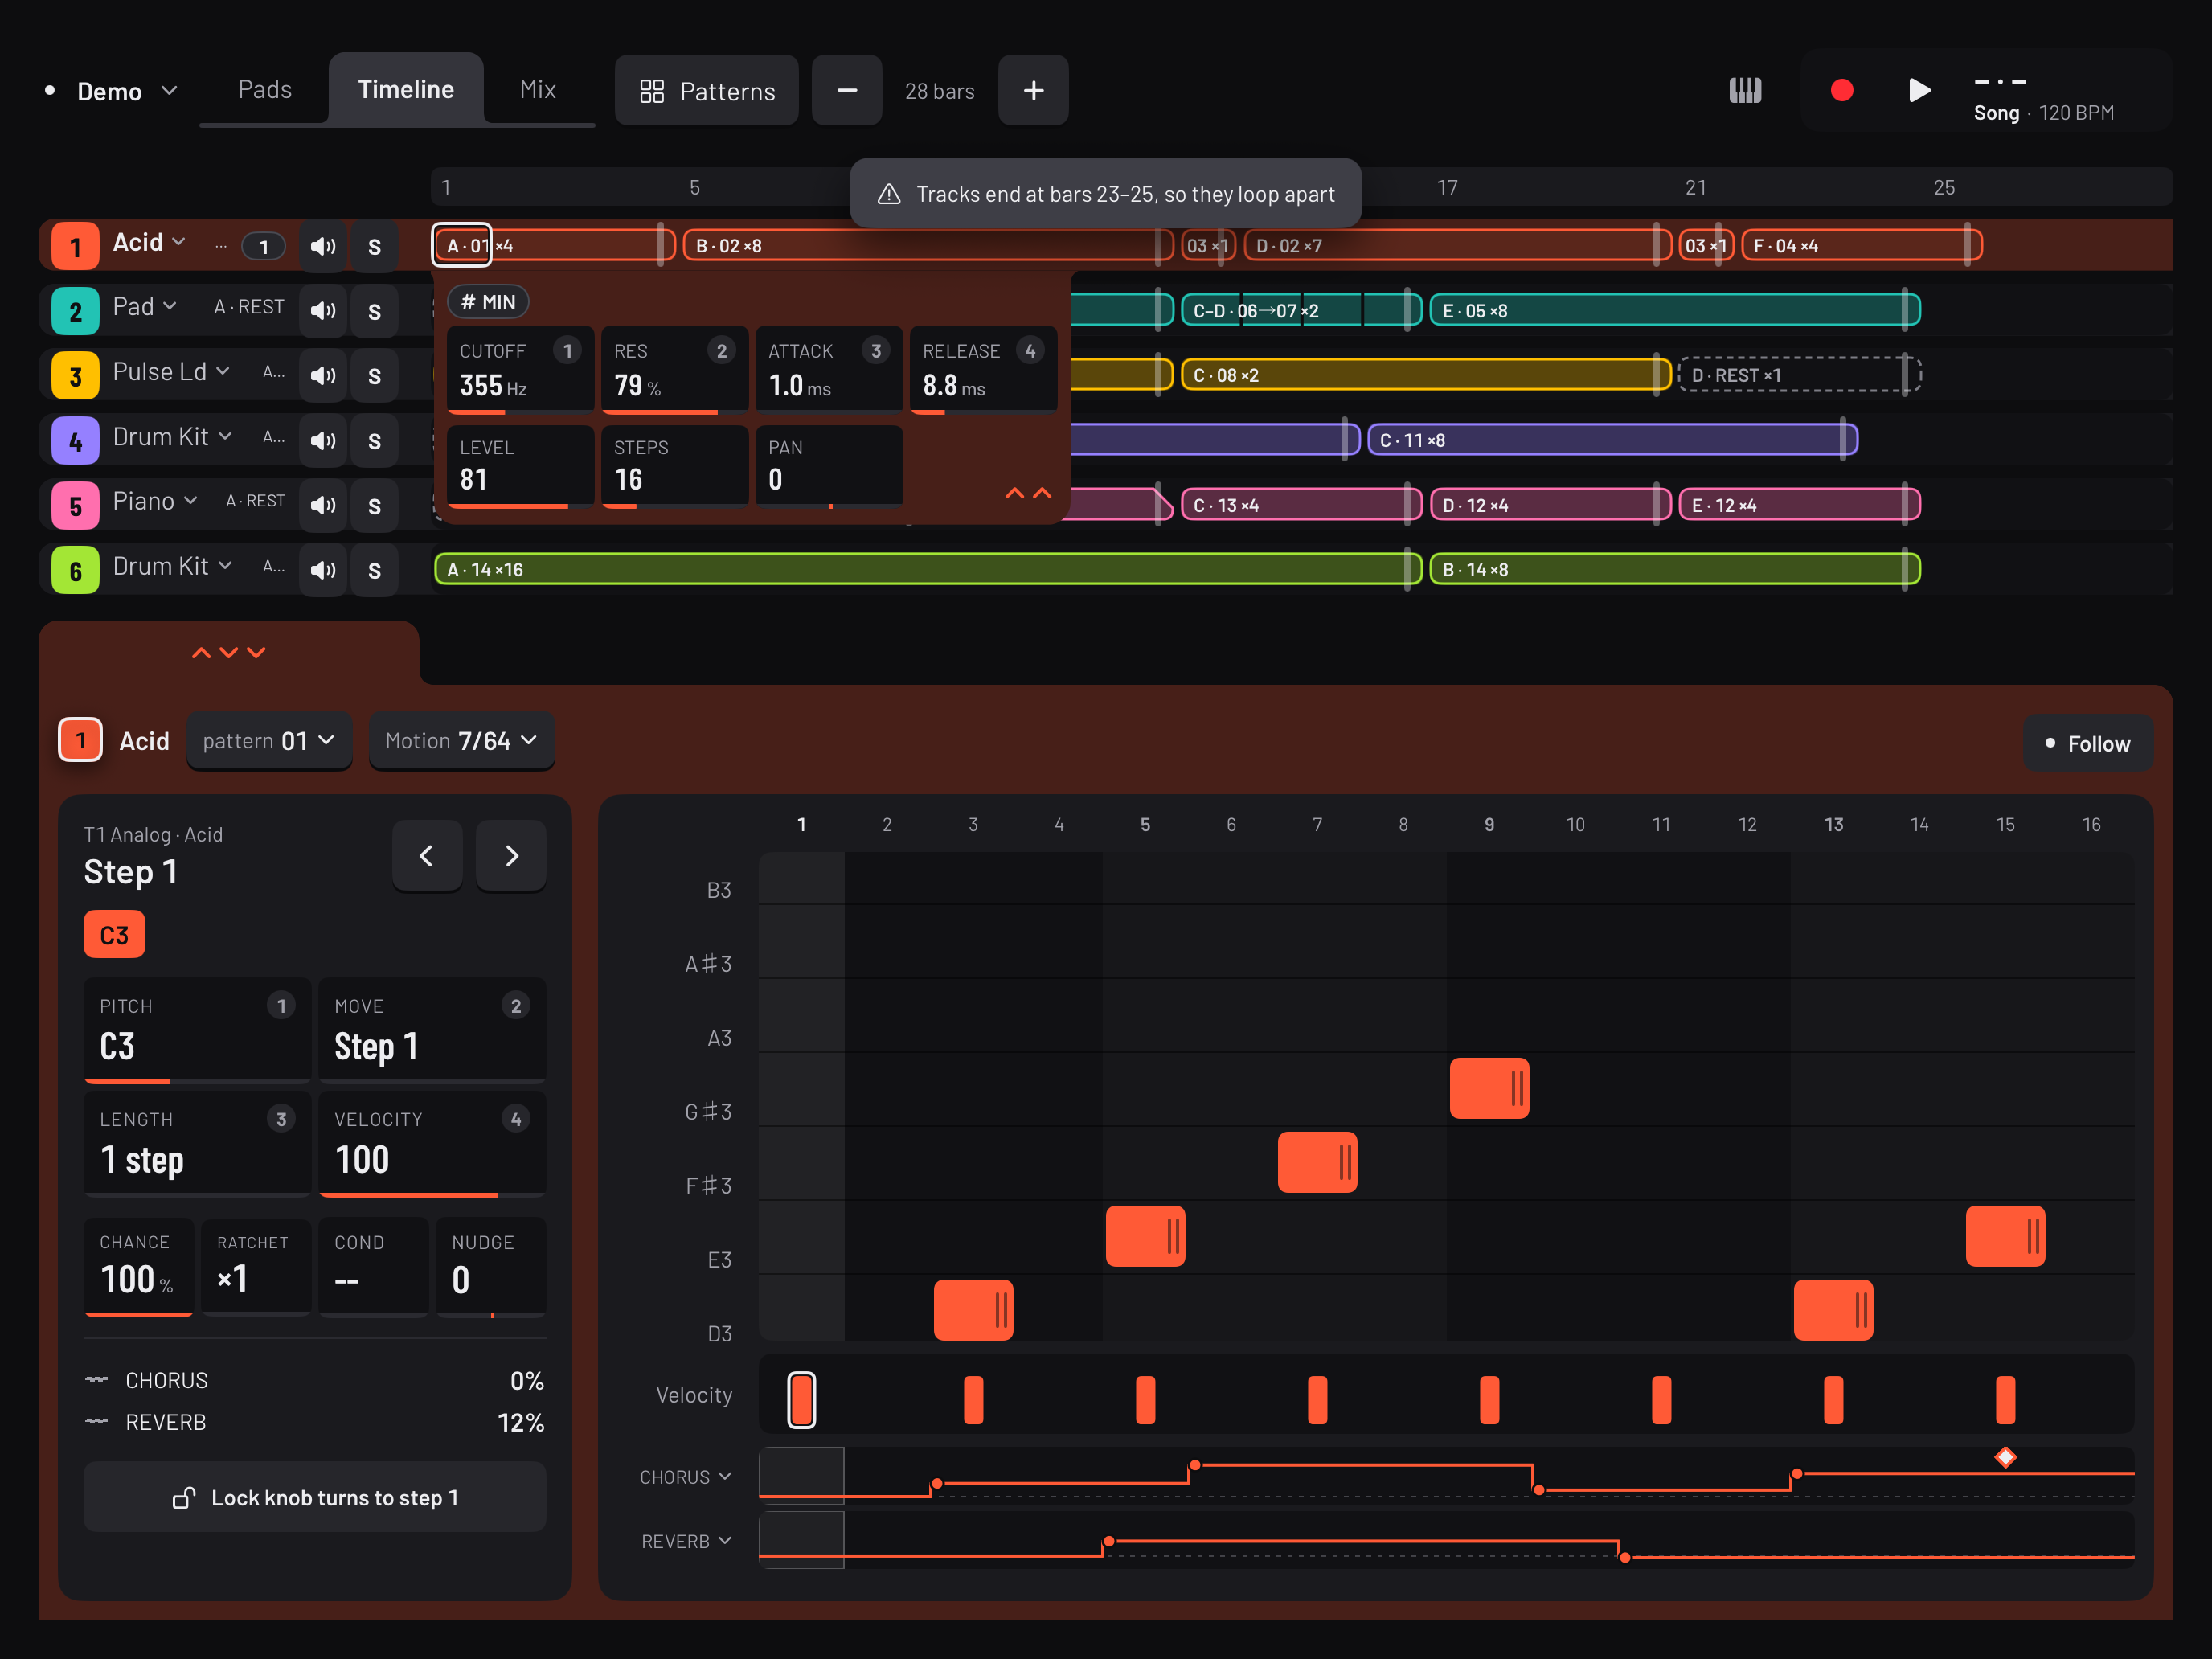 Demo Pads Timeline Mix Patterns − 28 bars +
– · –
Song · 120 BPM
1 5 17 21 25
Tracks end at bars 23–25, so they loop apart
1 Acid ... 1 S A · 01 ×4 B · 02 ×8 03 ×1 D · 02 ×7 03 ×1 F · 04 ×4
2 Pad A · REST S C–D · 06→07 ×2 E · 05 ×8
3 Pulse Ld A... S C · 08 ×2 D · REST ×1
4 Drum Kit A... S C · 11 ×8
5 Piano A · REST S C · 13 ×4 D · 12 ×4 E · 12 ×4
6 Drum Kit A... S A · 14 ×16 B · 14 ×8
# MIN
CUTOFF 1 RES 2 ATTACK 3 RELEASE 4
355 Hz 79 % 1.0 ms 8.8 ms
LEVEL STEPS PAN
81 16 0
1 Acid pattern 01 Motion 7/64 Follow
T1 Analog · Acid
Step 1
C3
PITCH 1 MOVE 2
C3 Step 1
LENGTH 3 VELOCITY 4
1 step 100
CHANCE RATCHET COND NUDGE
100 % ×1 -- 0
CHORUS 0%
REVERB 12%
Lock knob turns to step 1
1 2 3 4 5 6 7 8 9 10 11 12 13 14 15 16
B3
A♯3
A3
G♯3
F♯3
E3
D3
Velocity
CHORUS
REVERB